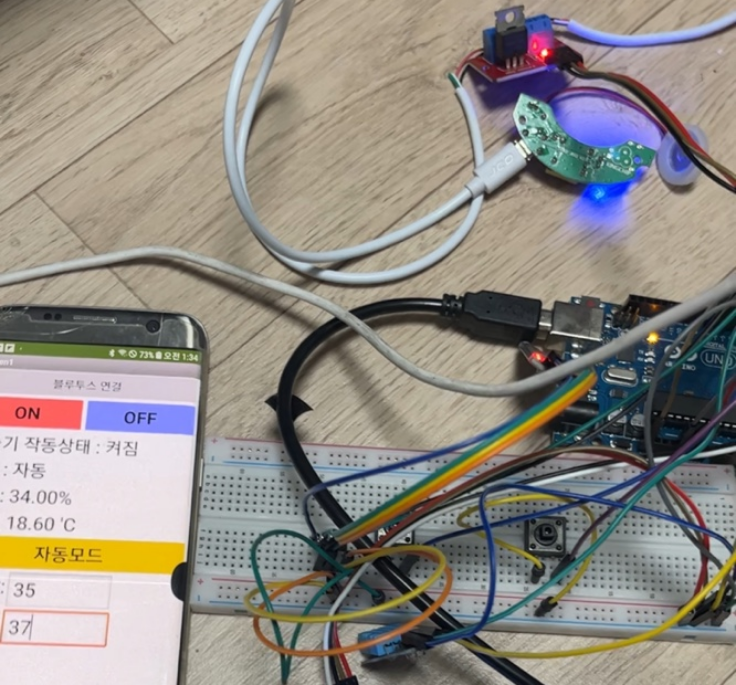 73% 오전 1:34
블루투스 연결
ON OFF
기 작동상태 : 켜짐
: 자동
: 34.00%
18.60 'C
자동모드
: 35
37
UNO